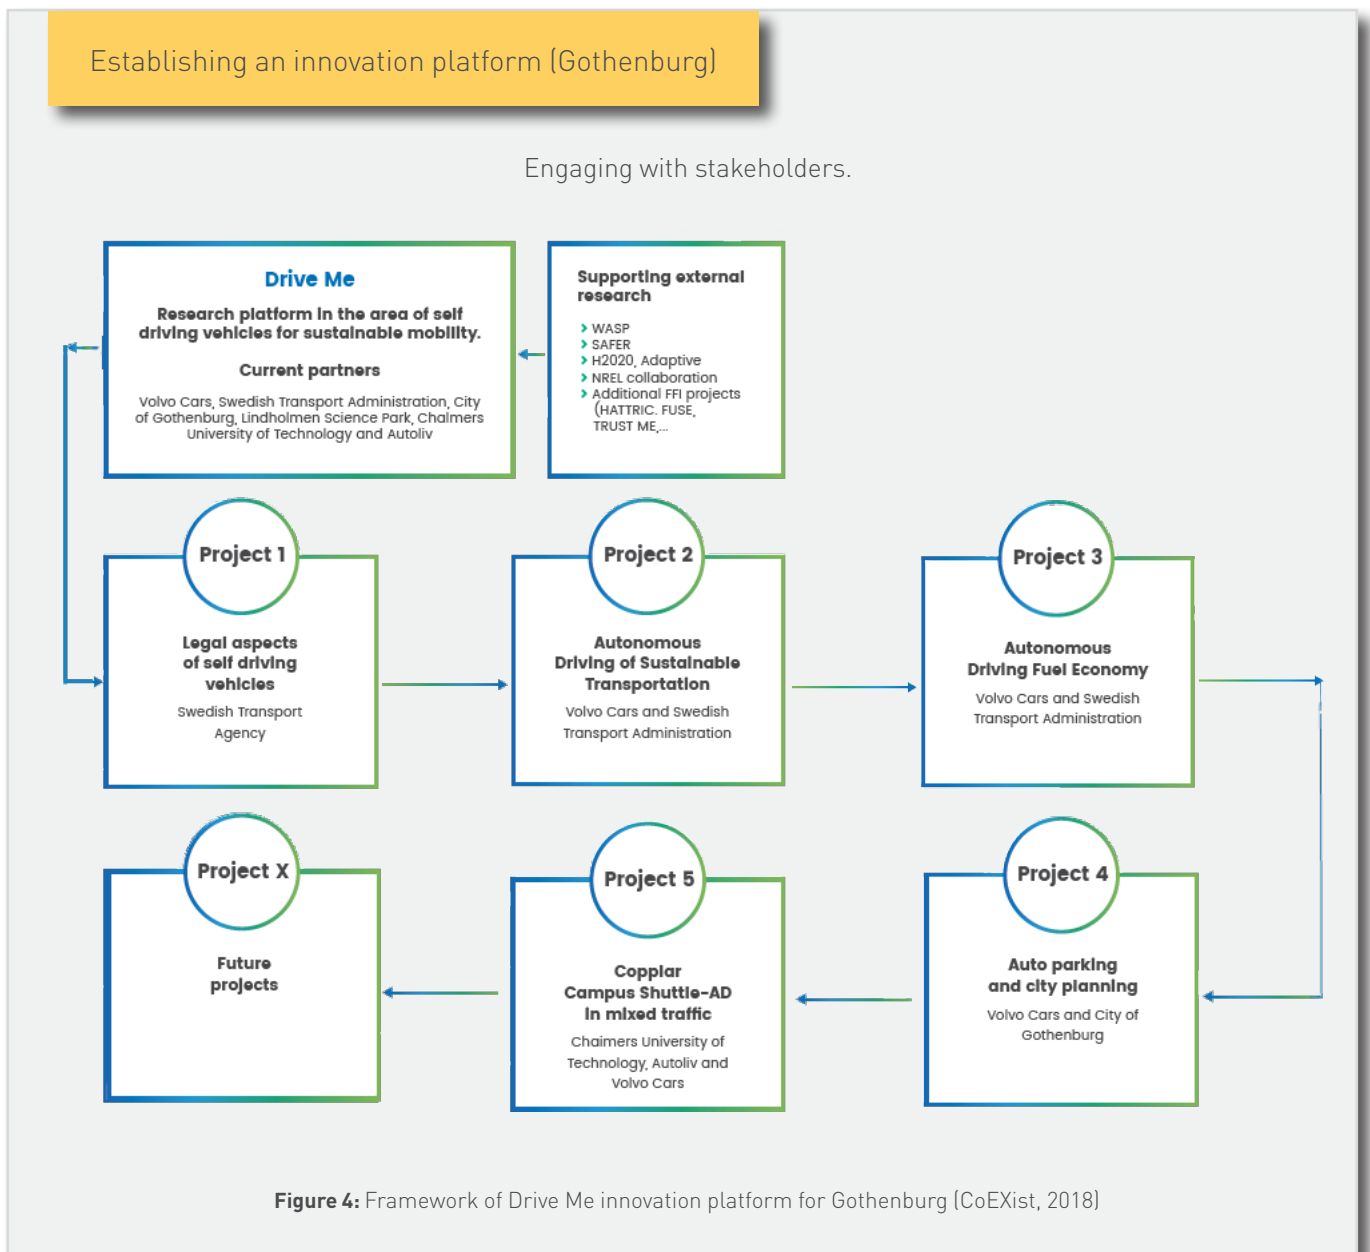 Establishing an innovation platform (Gothenburg)
Engaging with stakeholders.
Drive Me
Research platform in the area of self
driving vehicles for sustainable mobility.
Current partners
Volvo Cars, Swedish Transport Administration, City
of Gothenburg, Lindholmen Science Park, Chalmers
University of Technology and Autoliv
Supporting external
research
> WASP
> SAFER
> H2020, Adaptive
> NREL collaboration
> Additional FFI projects
(HATTRIC. FUSE,
TRUST ME,...
Project 1
Legal aspects
of self driving
vehicles
Swedish Transport
Agency
Project 2
Autonomous
Driving of Sustainable
Transportation
Volvo Cars and Swedish
Transport Administration
Project 3
Autonomous
Driving Fuel Economy
Volvo Cars and Swedish
Transport Administration
Project X
Future
projects
Project 5
Copplar
Campus Shuttle-AD
in mixed traffic
Chaimers University of
Technology, Autoliv and
Volvo Cars
Project 4
Auto parking
and city planning
Volvo Cars and City of
Gothenburg
Figure 4: Framework of Drive Me innovation platform for Gothenburg (CoEXist, 2018)